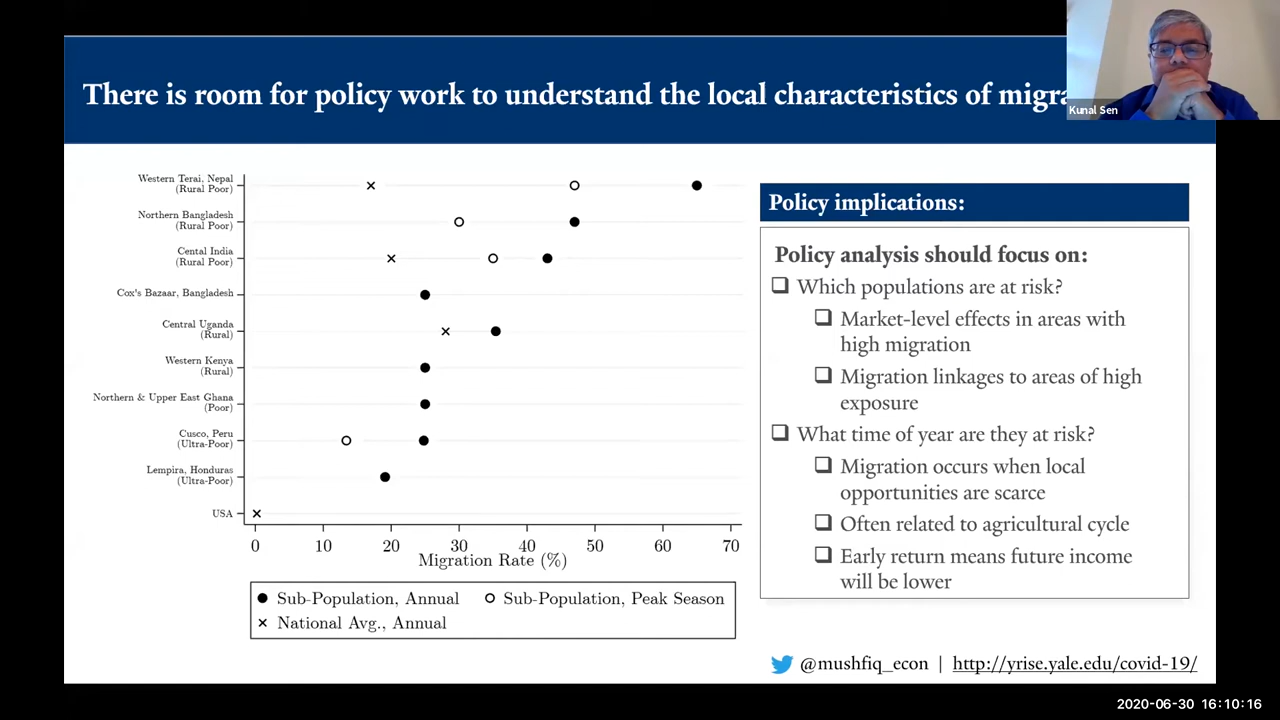 There is room for policy work to understand the local characteristics of
Kunal Sen
Western Terai, Nepal
(Rural Poor)
Northern Bangladesh
(Rural Poor)
Cental India
(Rural Poor)
Cox's Bazaar, Bangladesh
Central Uganda
(Rural)
Western Kenya
(Rural)
Northern & Upper East Ghana
(Poor)
Cusco, Peru
(Ultra-Poor)
Lempira, Honduras
(Ultra-Poor)
USA
0 10 20 30 40 50 60 70
Migration Rate (%)
Sub-Population, Annual Sub-Population, Peak Season
National Avg., Annual
Policy implications:
Policy analysis should focus on:
Which populations are at risk?
Market-level effects in areas with
high migration
Migration linkages to areas of high
exposure
What time of year are they at risk?
Migration occurs when local
opportunities are scarce
Often related to agricultural cycle
Early return means future income
will be lower
@mushfiq_econ | http://yrise.yale.edu/covid-19/
2020-06-30 16:10:16